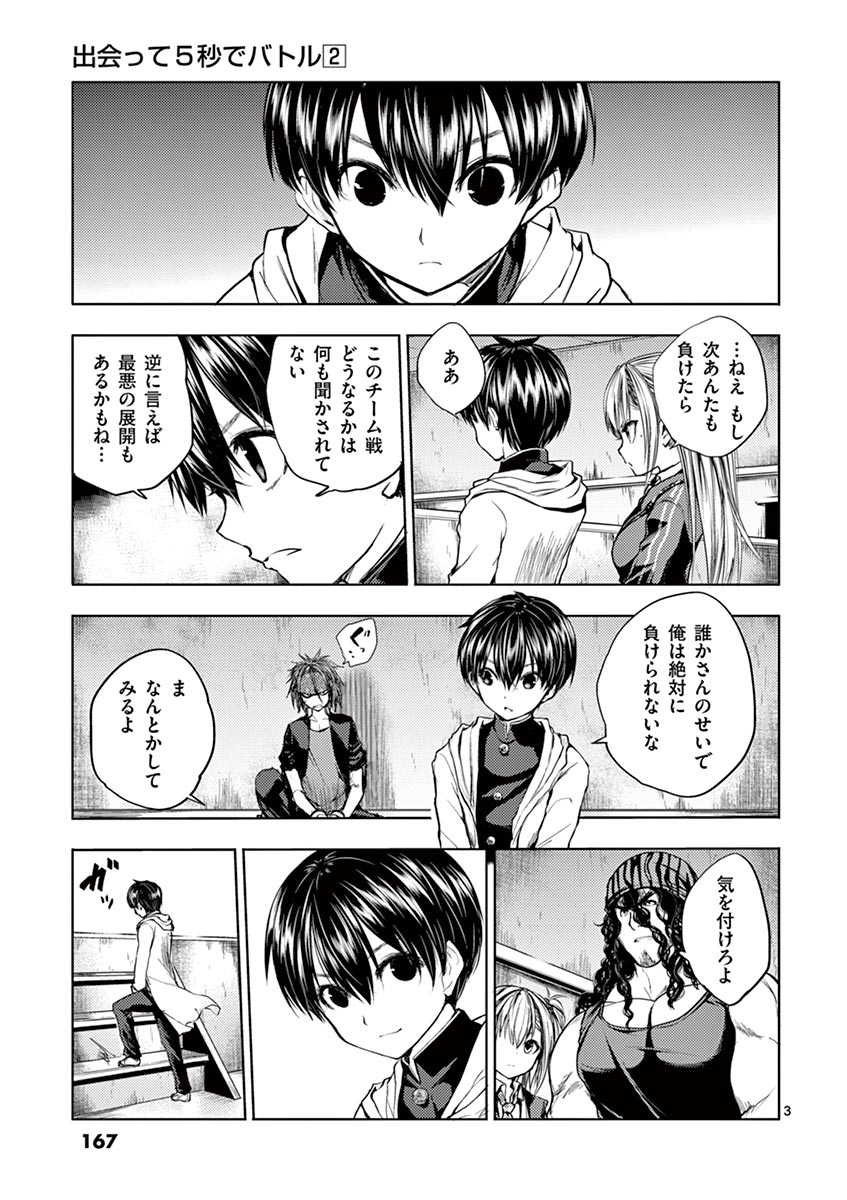 出会って5秒でバトル2
…ねえ もし
次あんたも
負けたら
ああ
このチーム戦
どうなるかは
何も聞かされて
ない
逆に言えば
最悪の展開も
あるかもね…
誰かさんのせいで
俺は絶対に
負けられないな
ぐっ…
ま
なんとかして
みるよ
気を付けろよ
ガッ
3
167